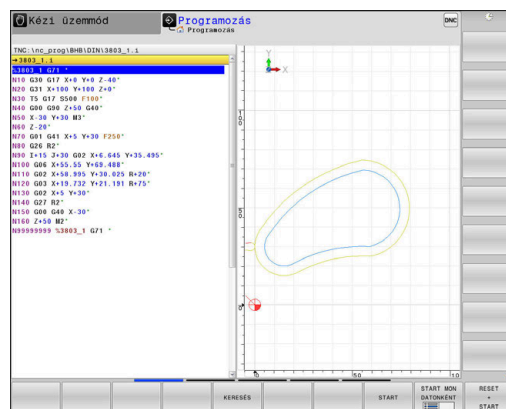 Kézi üzemmód
Programozás
Programozás
DNC
TNC:\nc_prog\BHB\DIN\3803_1.i
→3803_1.i
%3803_1 G71 *
N10 G30 G17 X+0 Y+0 Z-40*
N20 G31 X+100 Y+100 Z+0*
N30 T5 G17 S500 F100*
N40 G00 G90 Z+50 G40*
N50 X-30 Y+30 M3*
N60 Z-20*
N70 G01 G41 X+5 Y+30 F250*
N80 G26 R2*
N90 I+15 J+30 G02 X+6.645 Y+35.495*
N100 G06 X+55.55 Y+69.488*
N110 G02 X+58.995 Y+30.025 R+20*
N120 G03 X+19.732 Y+21.191 R+75*
N130 G02 X+5 Y+30*
N140 G27 R2*
N150 G00 G40 X-30*
N160 Z+50 M2*
N99999999 %3803_1 G71 *
Y
X
100
50
0
0
50
10
KERESÉS
START
START MON
DATONKÉNT
RESET
+
START